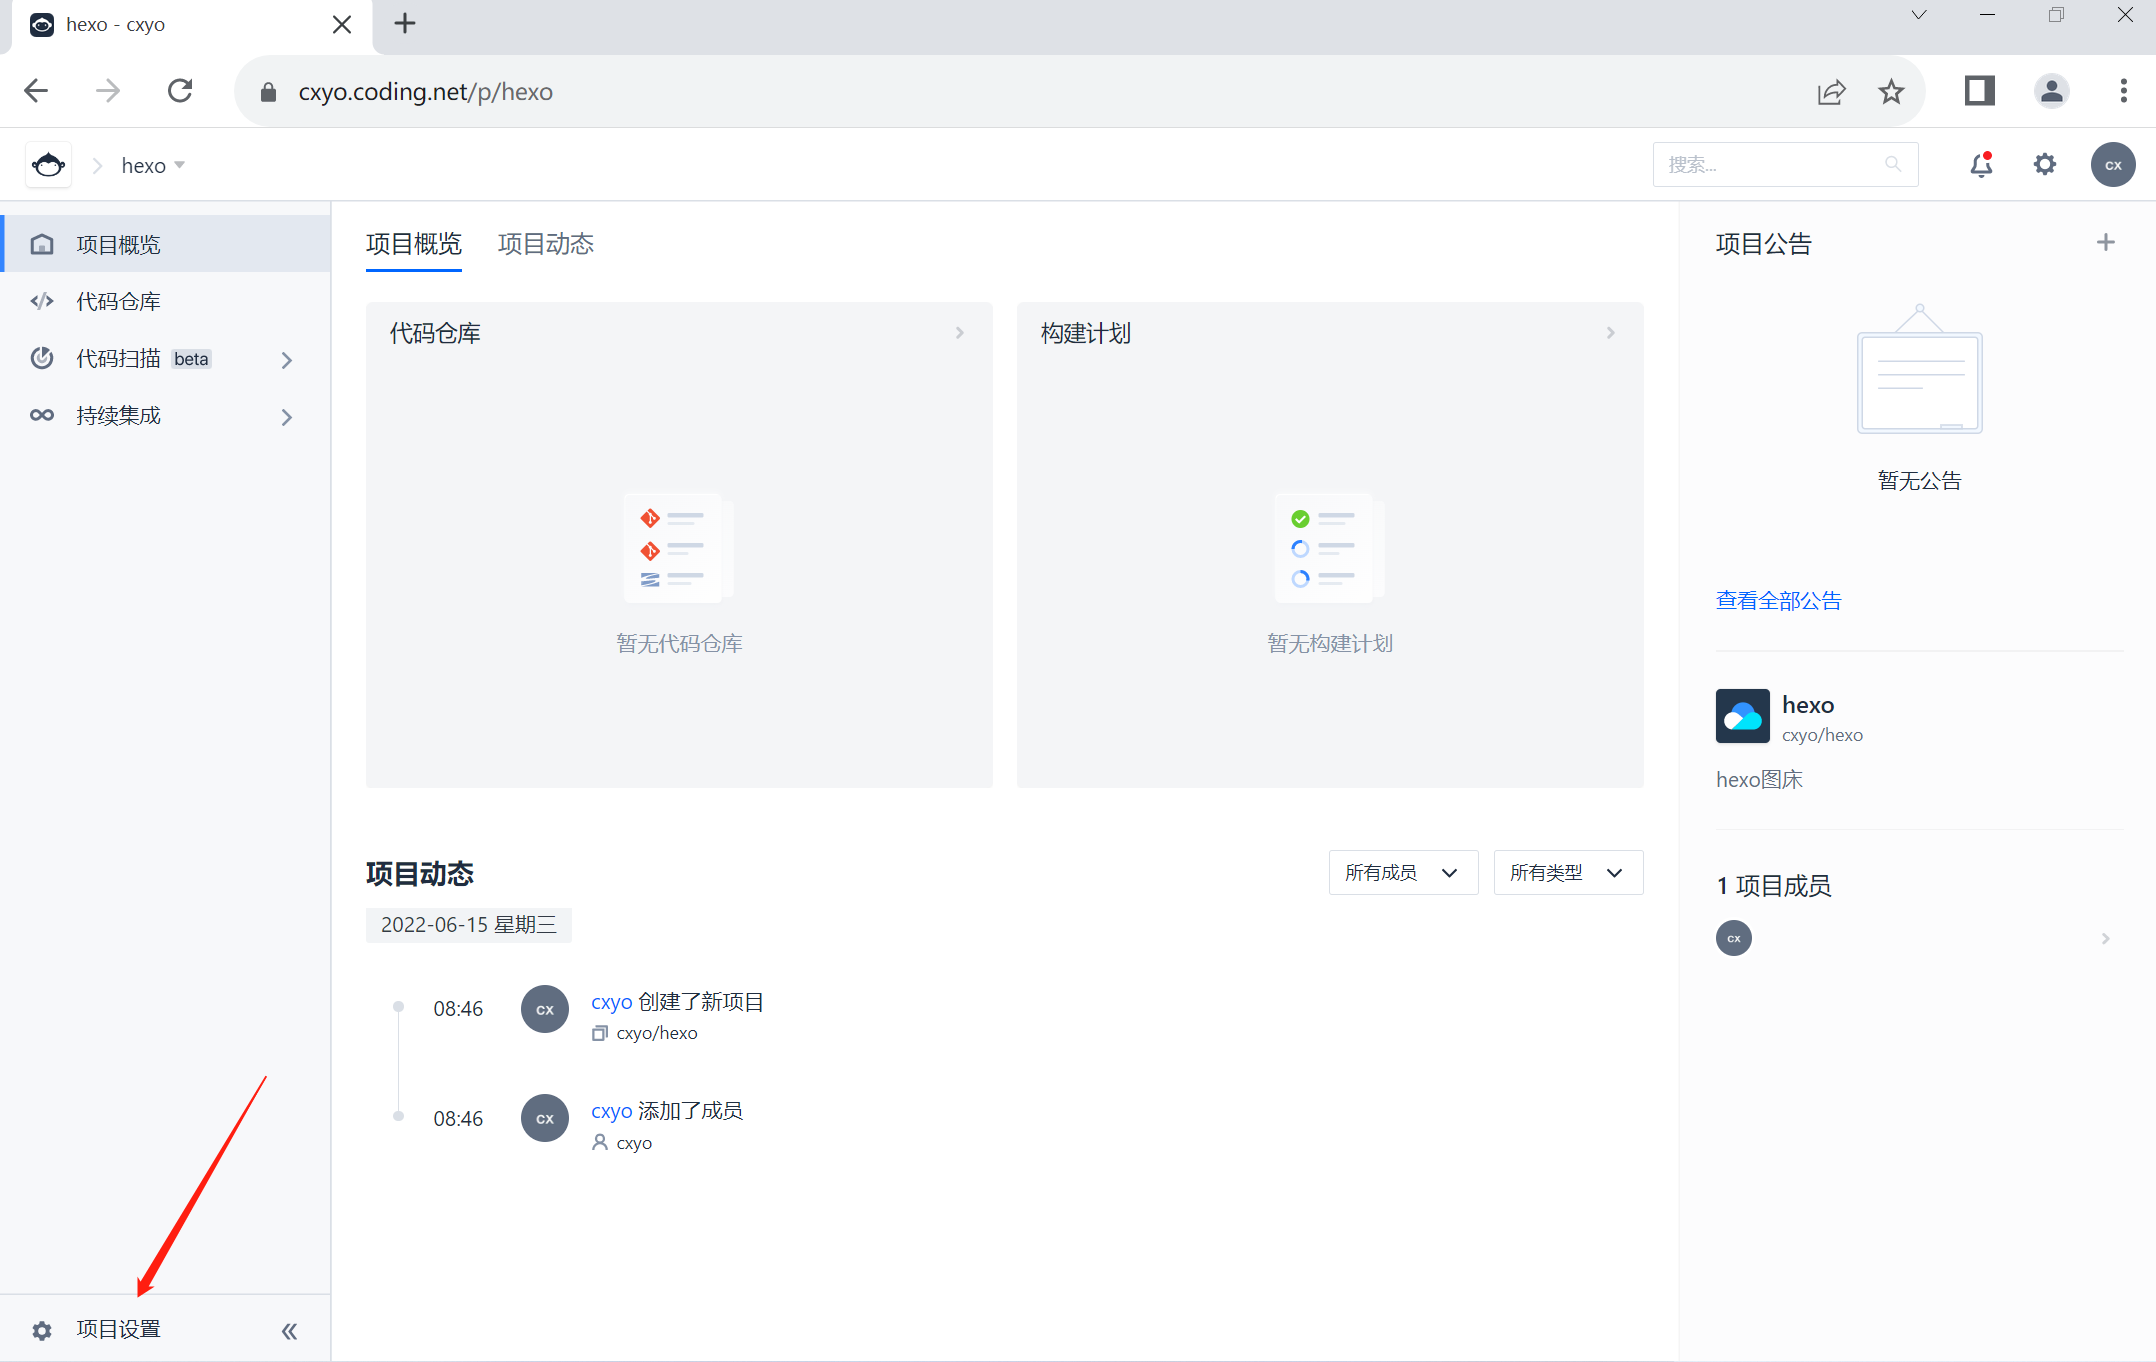 hexo - cxyo
cxyo.coding.net/p/hexo
hexo
搜索...
CX
项目概览
代码仓库
代码扫描 beta
持续集成
项目设置
项目概览
项目动态
代码仓库
暂无代码仓库
构建计划
暂无构建计划
项目动态
所有成员
所有类型
2022-06-15 星期三
08:46
CX
cxyo 创建了新项目
cxyo/hexo
08:46
CX
cxyo 添加了成员
cxyo
项目公告
暂无公告
查看全部公告
hexo
cxyo/hexo
hexo图床
1 项目成员
CX